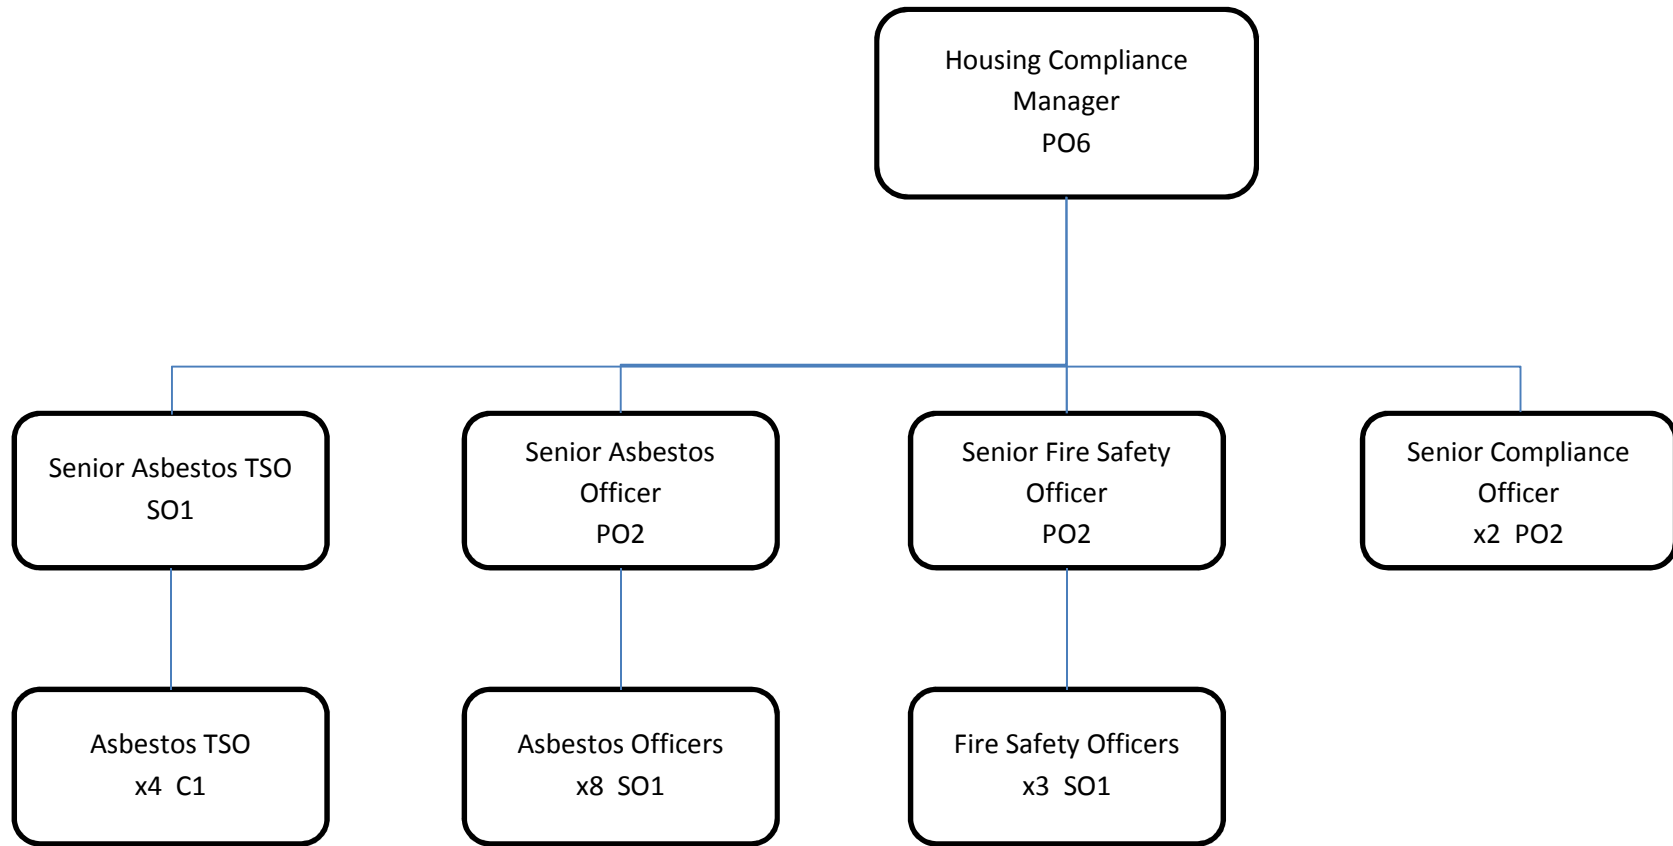 Housing Compliance
Manager
PO6
Senior Asbestos TSO
SO1
Senior Asbestos
Officer
PO2
Senior Fire Safety
Officer
PO2
Senior Compliance
Officer
x2 PO2
Asbestos TSO
x4 C1
Asbestos Officers
x8 SO1
Fire Safety Officers
x3 SO1